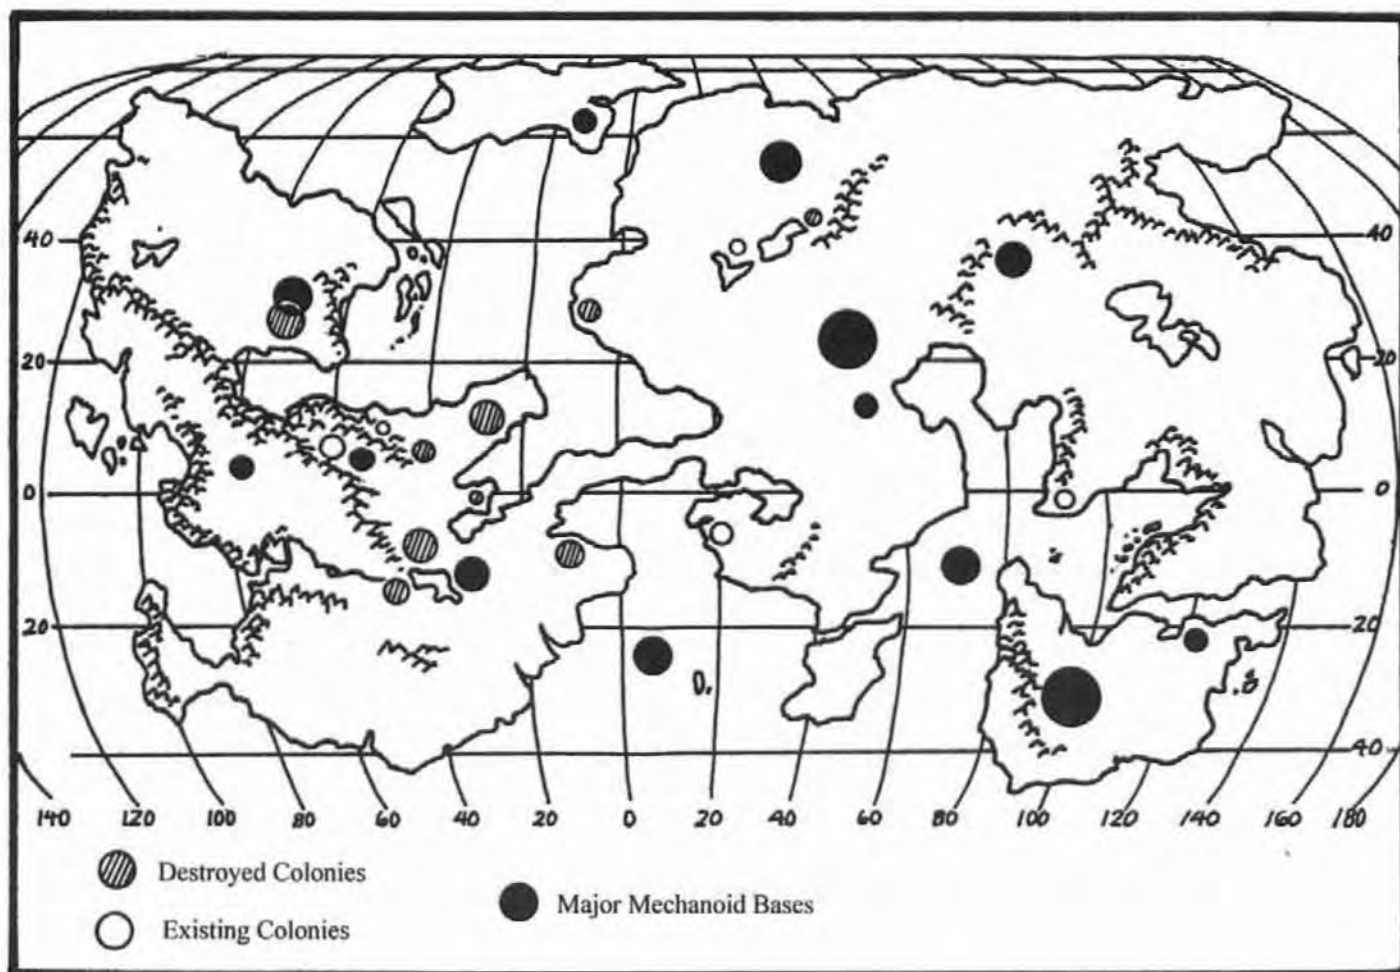 40 40
20 20
0 0
20 20
40
140 120 100 80 60 40 20 0 20 40 60 80 100 120 140 160 180
Destroyed Colonies
Major Mechanoid Bases
Existing Colonies